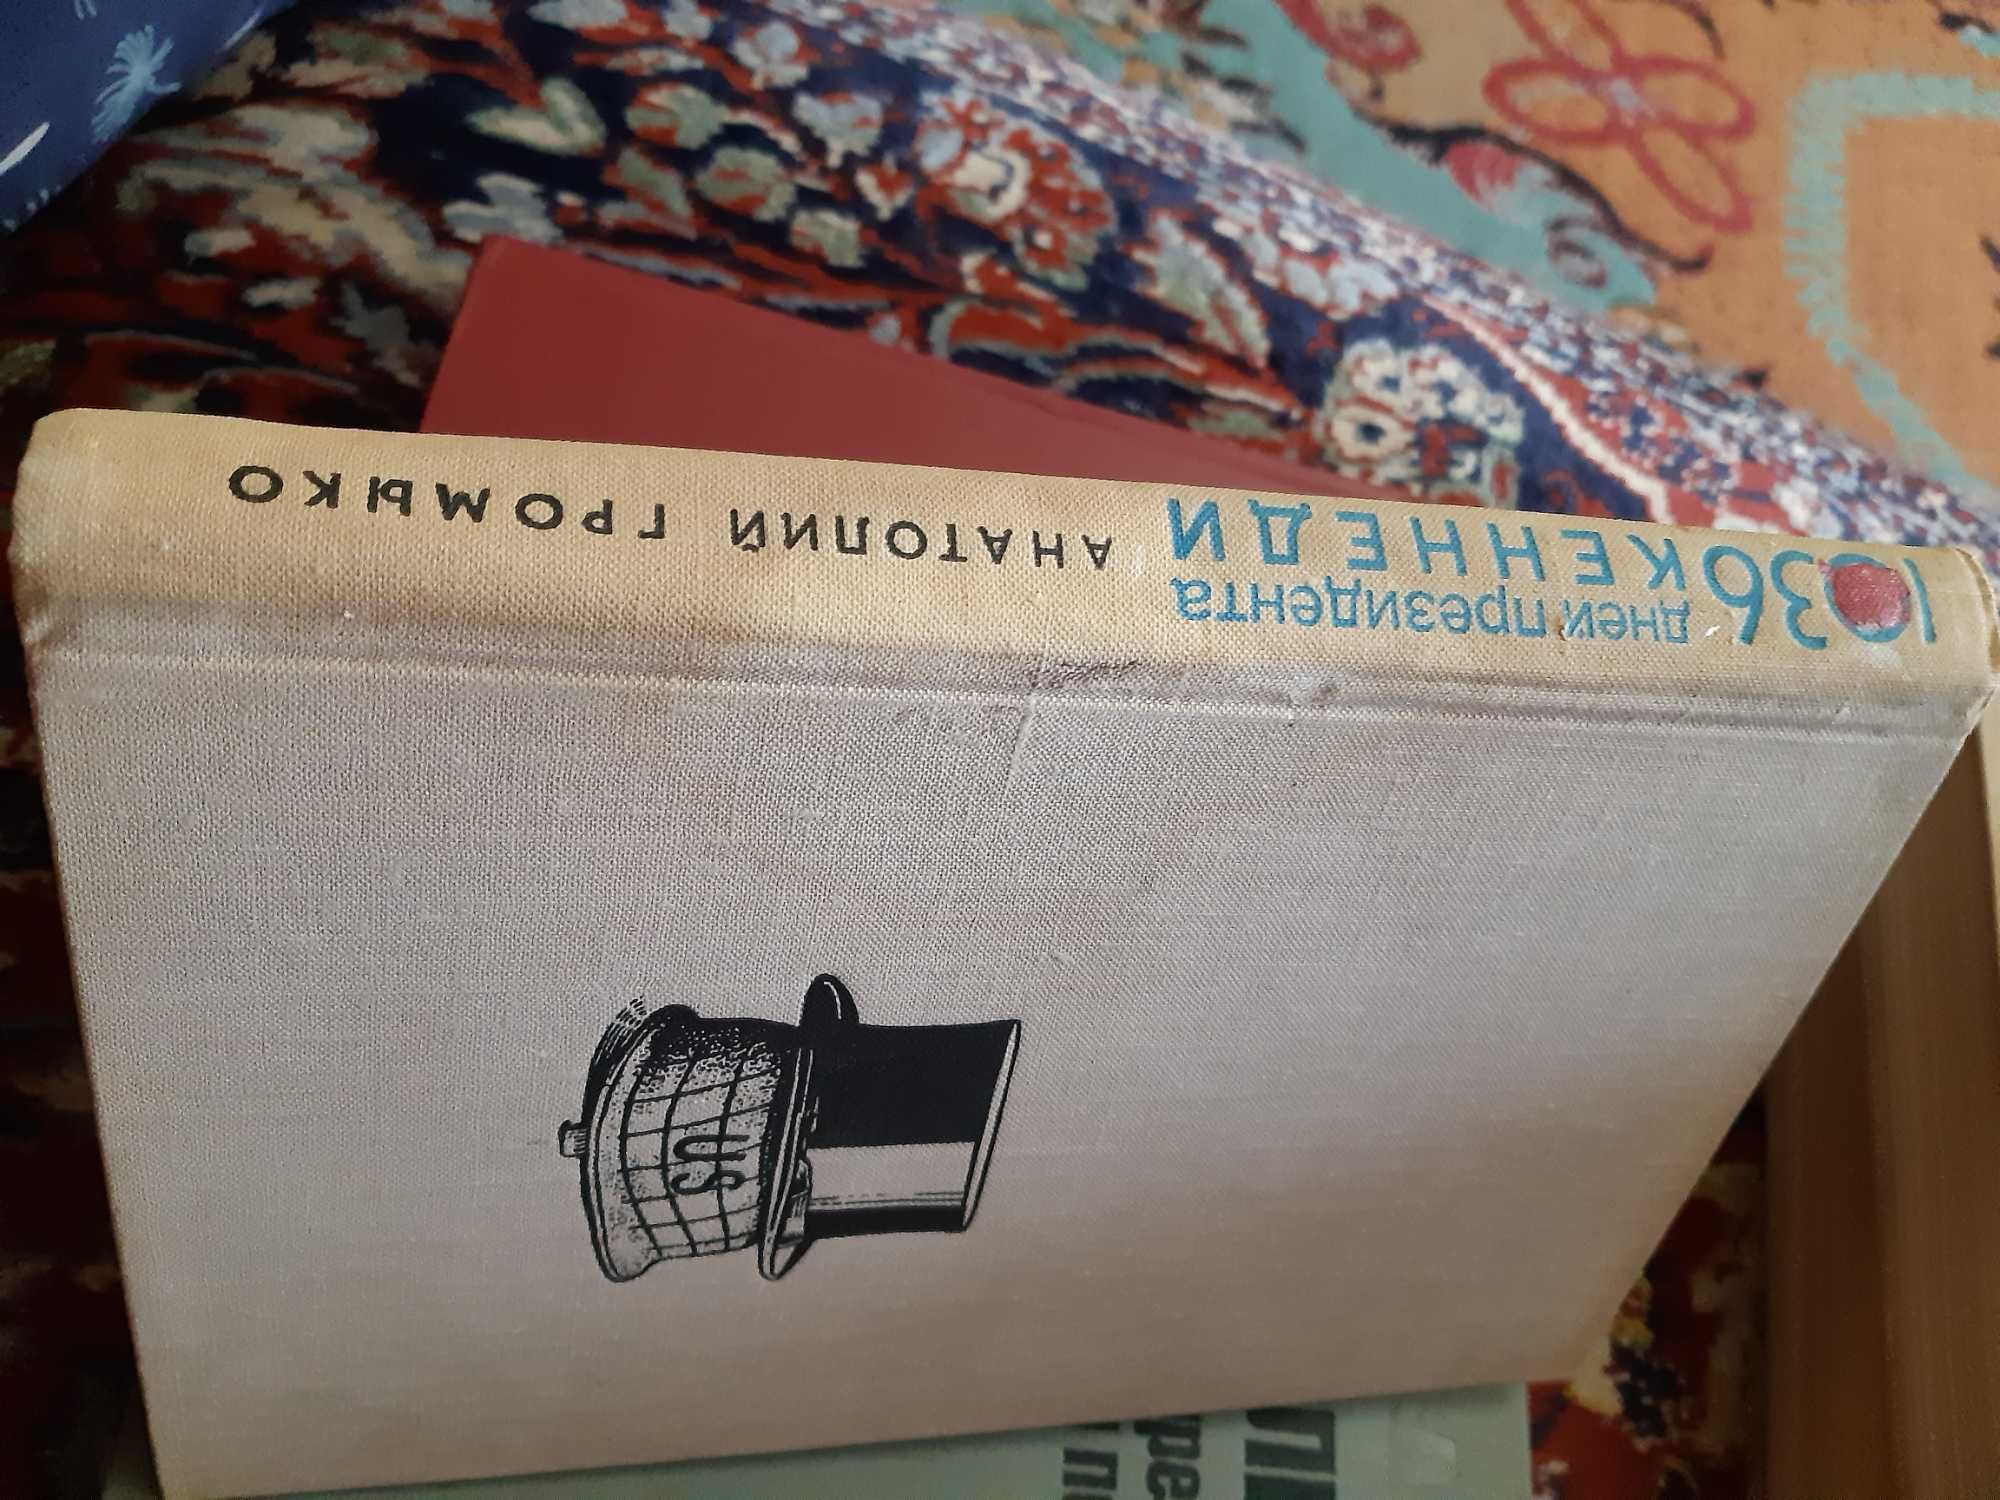 1036
дней президента
КЕННЕДИ
АНАТОЛИЙ ГРОМЫКО
US